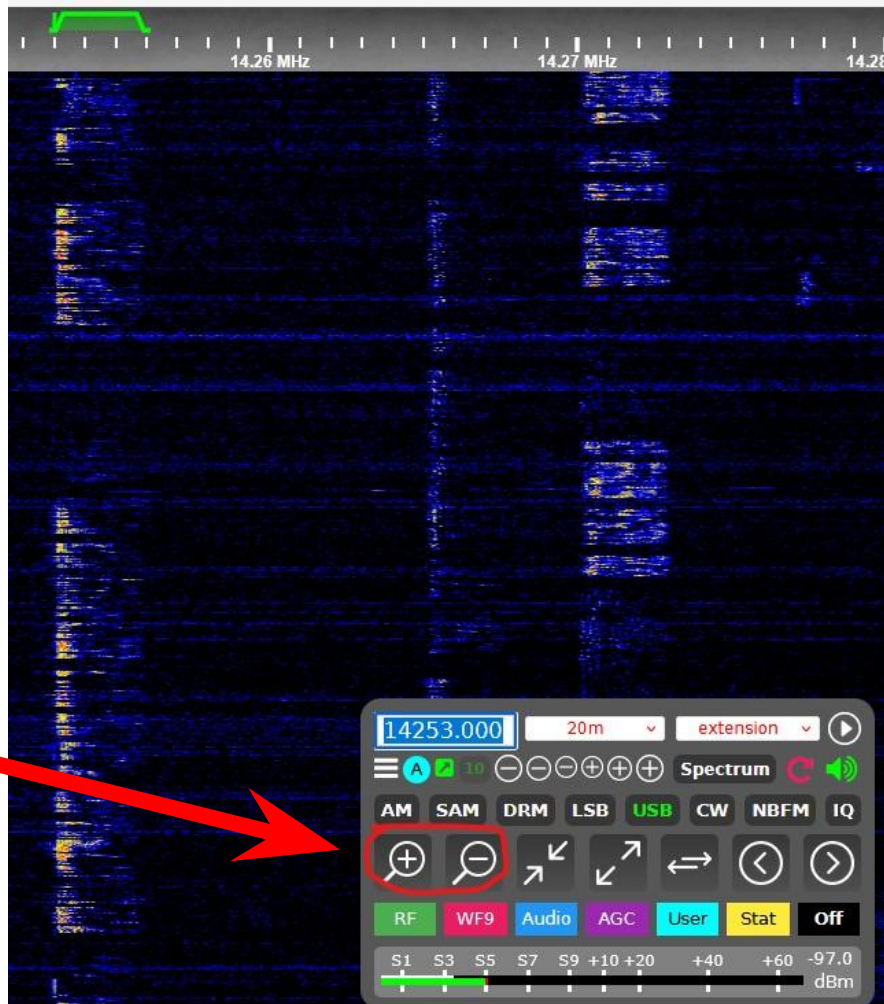 14.26 MHz 14.27 MHz 14.28
14253.000 20m extension
A 10 Spectrum
AM SAM DRM LSB USB CW NBFM IQ
RF WF9 Audio AGC User Stat Off
S1 S3 S5 S7 S9 +10 +20 +40 +60 -97.0
dBm